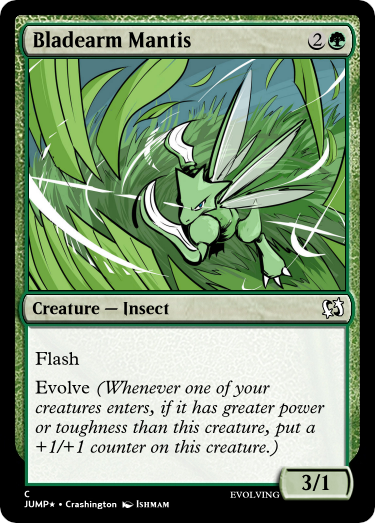 Bladearm Mantis 2
Creature — Insect
Flash
Evolve (Whenever one of your
creatures enters, if it has greater power
or toughness than this creature, put a
+1/+1 counter on this creature.)
3/1
C
EVOLVING
JUMP★ • Crashington Ishmam